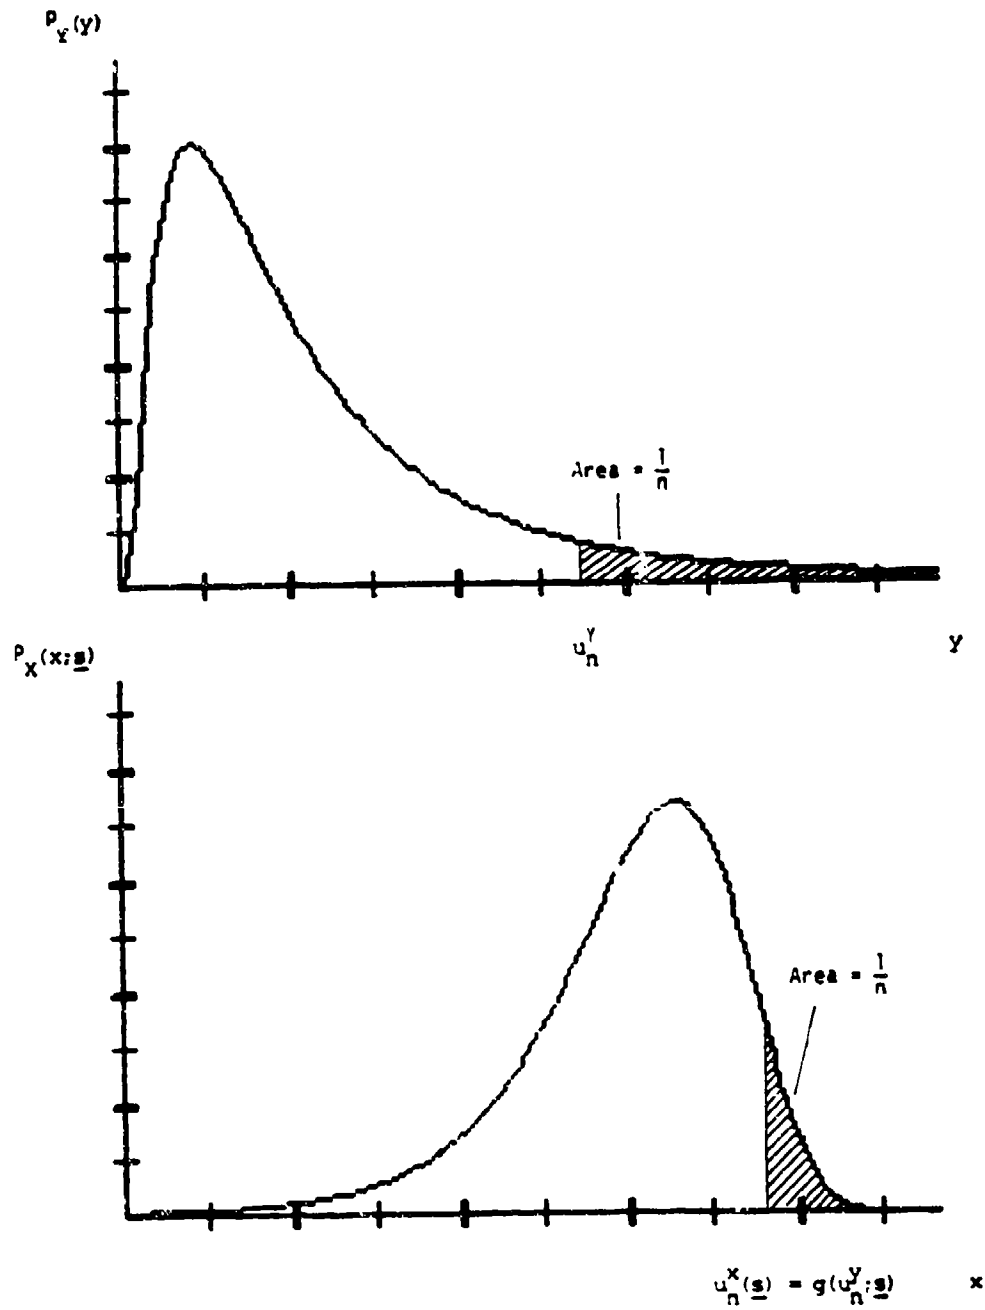 p_Y(y)
Area = 1/n
u_n^Y
y
p_X(x;s)
Area = 1/n
u_n^x(s) = g(u_n^y;s)
x